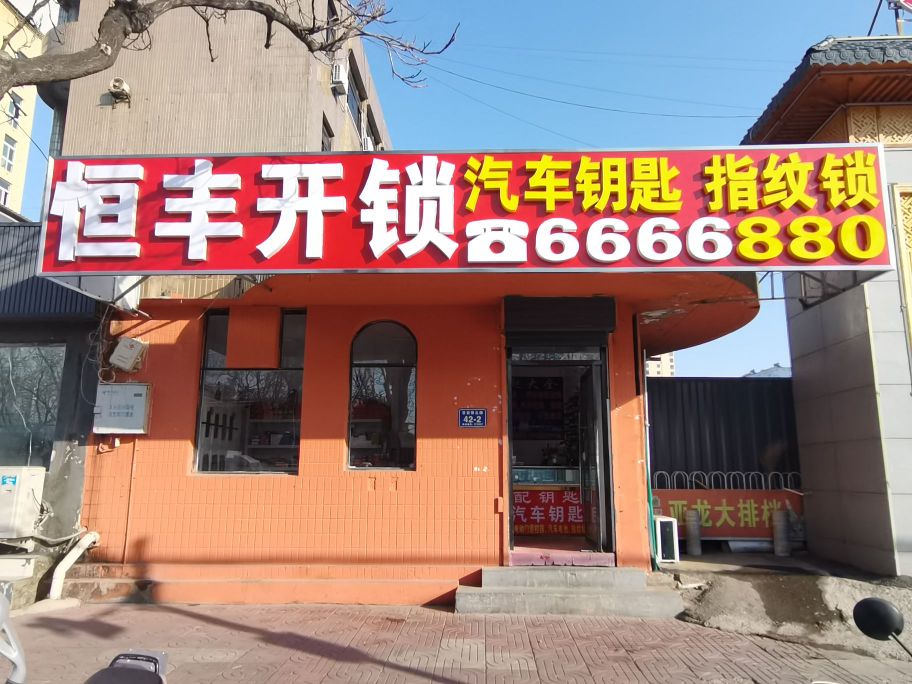 恒丰开锁
汽车钥匙 指纹锁
☎6666880
42-2
配钥匙
汽车钥匙
亚龙大排档